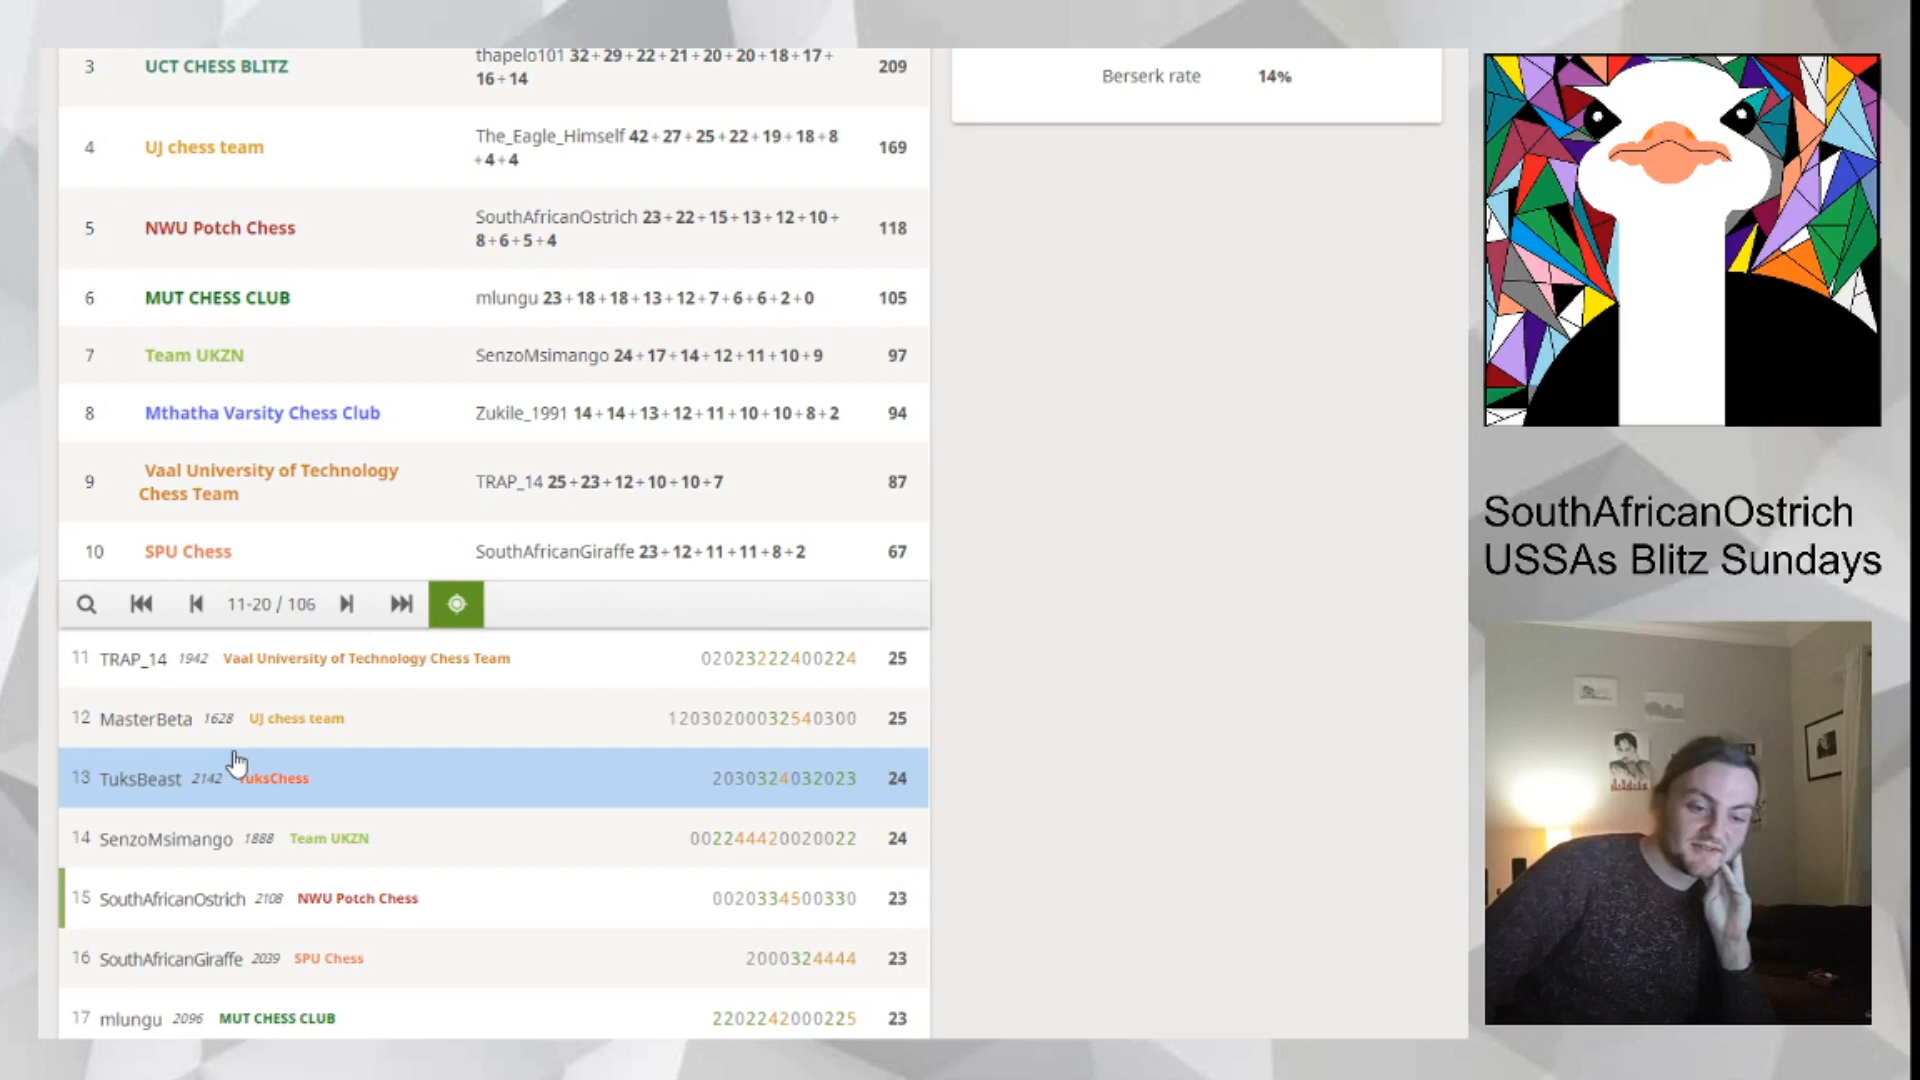 3 UCT CHESS BLITZ thapelo101 32+29+22+21+20+20+18+17+ 209
16+14
4 UJ chess team The_Eagle_Himself 42+27+25+22+19+18+8 169
+4+4
5 NWU Potch Chess SouthAfricanOstrich 23+22+15+13+12+10+ 118
8+6+5+4
6 MUT CHESS CLUB mlungu 23+18+18+13+12+7+6+6+2+0 105
7 Team UKZN SenzoMsimango 24+17+14+12+11+10+9 97
8 Mthatha Varsity Chess Club Zukile_1991 14+14+13+12+11+10+10+8+2 94
9 Vaal University of Technology TRAP_14 25+23+12+10+10+7 87
Chess Team
10 SPU Chess SouthAfricanGiraffe 23+12+11+11+8+2 67
11-20 / 106
11 TRAP_14 1942 Vaal University of Technology Chess Team 020232222400224 25
12 MasterBeta 1628 UJ chess team 12030200032540300 25
13 TuksBeast 2142 uksChess 2030324032023 24
14 SenzoMsimango 1888 Team UKZN 002244420020022 24
15 SouthAfricanOstrich 2108 NWU Potch Chess 0020334500330 23
16 SouthAfricanGiraffe 2039 SPU Chess 2000324444 23
17 mlungu 2096 MUT CHESS CLUB 2202242000225 23
Berserk rate 14%
SouthAfricanOstrich
USSAs Blitz Sundays